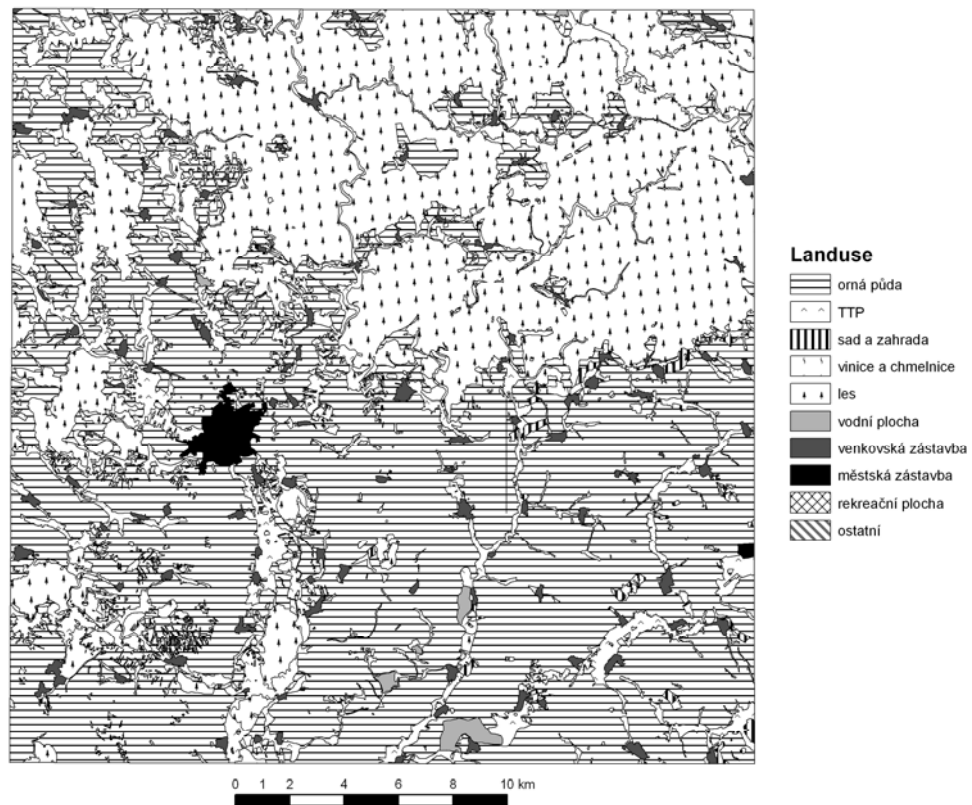 Landuse
orná půda
TTP
sad a zahrada
vinice a chmelnice
les
vodní plocha
venkovská zástavba
městská zástavba
rekreační plocha
ostatní
0 1 2 4 6 8 10 km